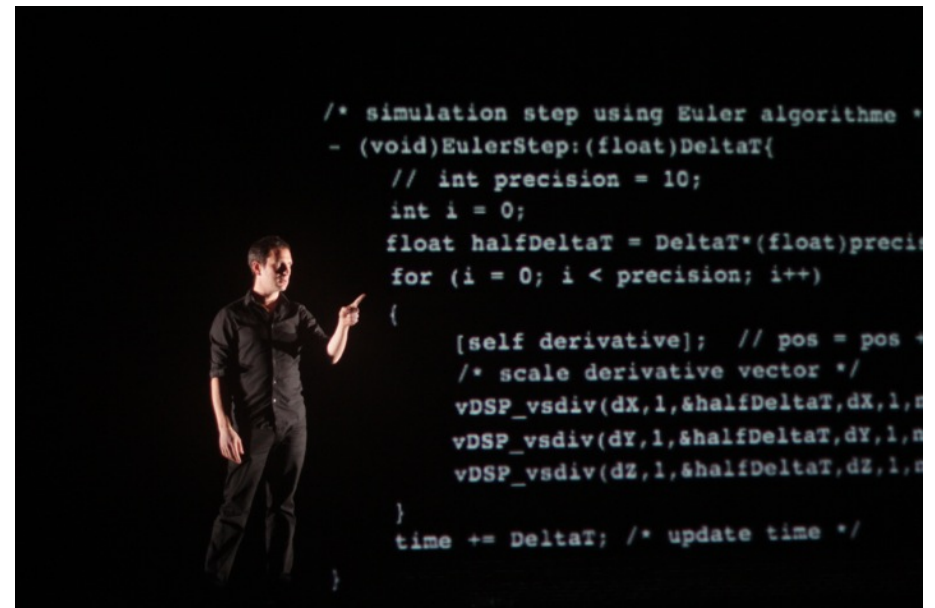 /* simulation step using Euler algorithme *
- (void)EulerStep:(float)DeltaT{
// int precision = 10;
int i = 0;
float halfDeltaT = DeltaT*(float)precis
for (i = 0; i < precision; i++)
{
[self derivative]; // pos = pos +
/* scale derivative vector */
vDSP_vsdiv(dX,1,&halfDeltaT,dX,1,n
vDSP_vsdiv(dY,1,&halfDeltaT,dY,1,n
vDSP_vsdiv(dZ,1,&halfDeltaT,dZ,1,n
}
time += DeltaT; /* update time */
}